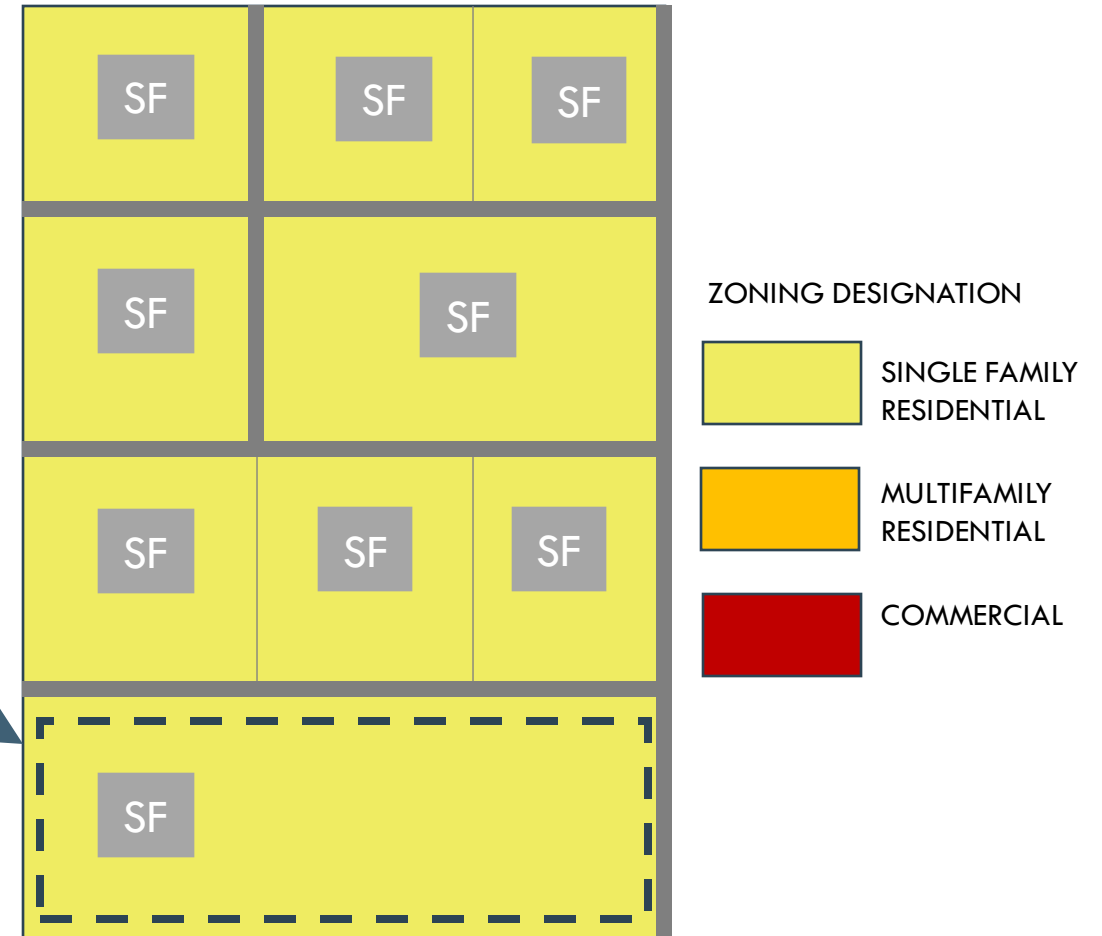 SF
SF
SF
SF
SF
SF
SF
SF
SF
ZONING DESIGNATION
SINGLE FAMILY
RESIDENTIAL
MULTIFAMILY
RESIDENTIAL
COMMERCIAL